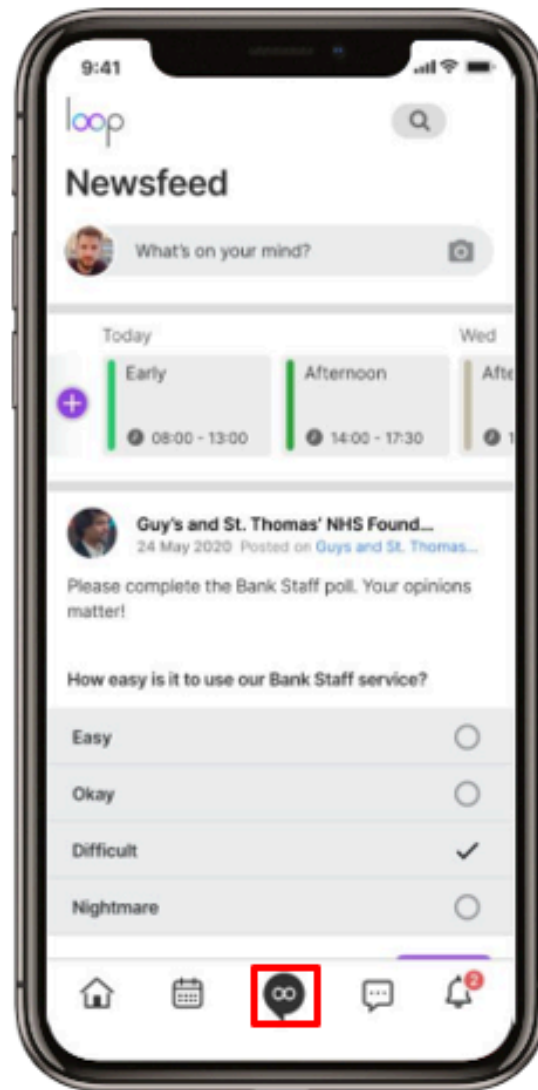 9:41
loop
Newsfeed
What's on your mind?
Today
Wed
Early
Afternoon
Afte
08:00 - 13:00
14:00 - 17:30
1
Guy's and St. Thomas' NHS Found...
24 May 2020 Posted on Guys and St. Thomas...
Please complete the Bank Staff poll. Your opinions
matter!
How easy is it to use our Bank Staff service?
Easy
Okay
Difficult
Nightmare
2